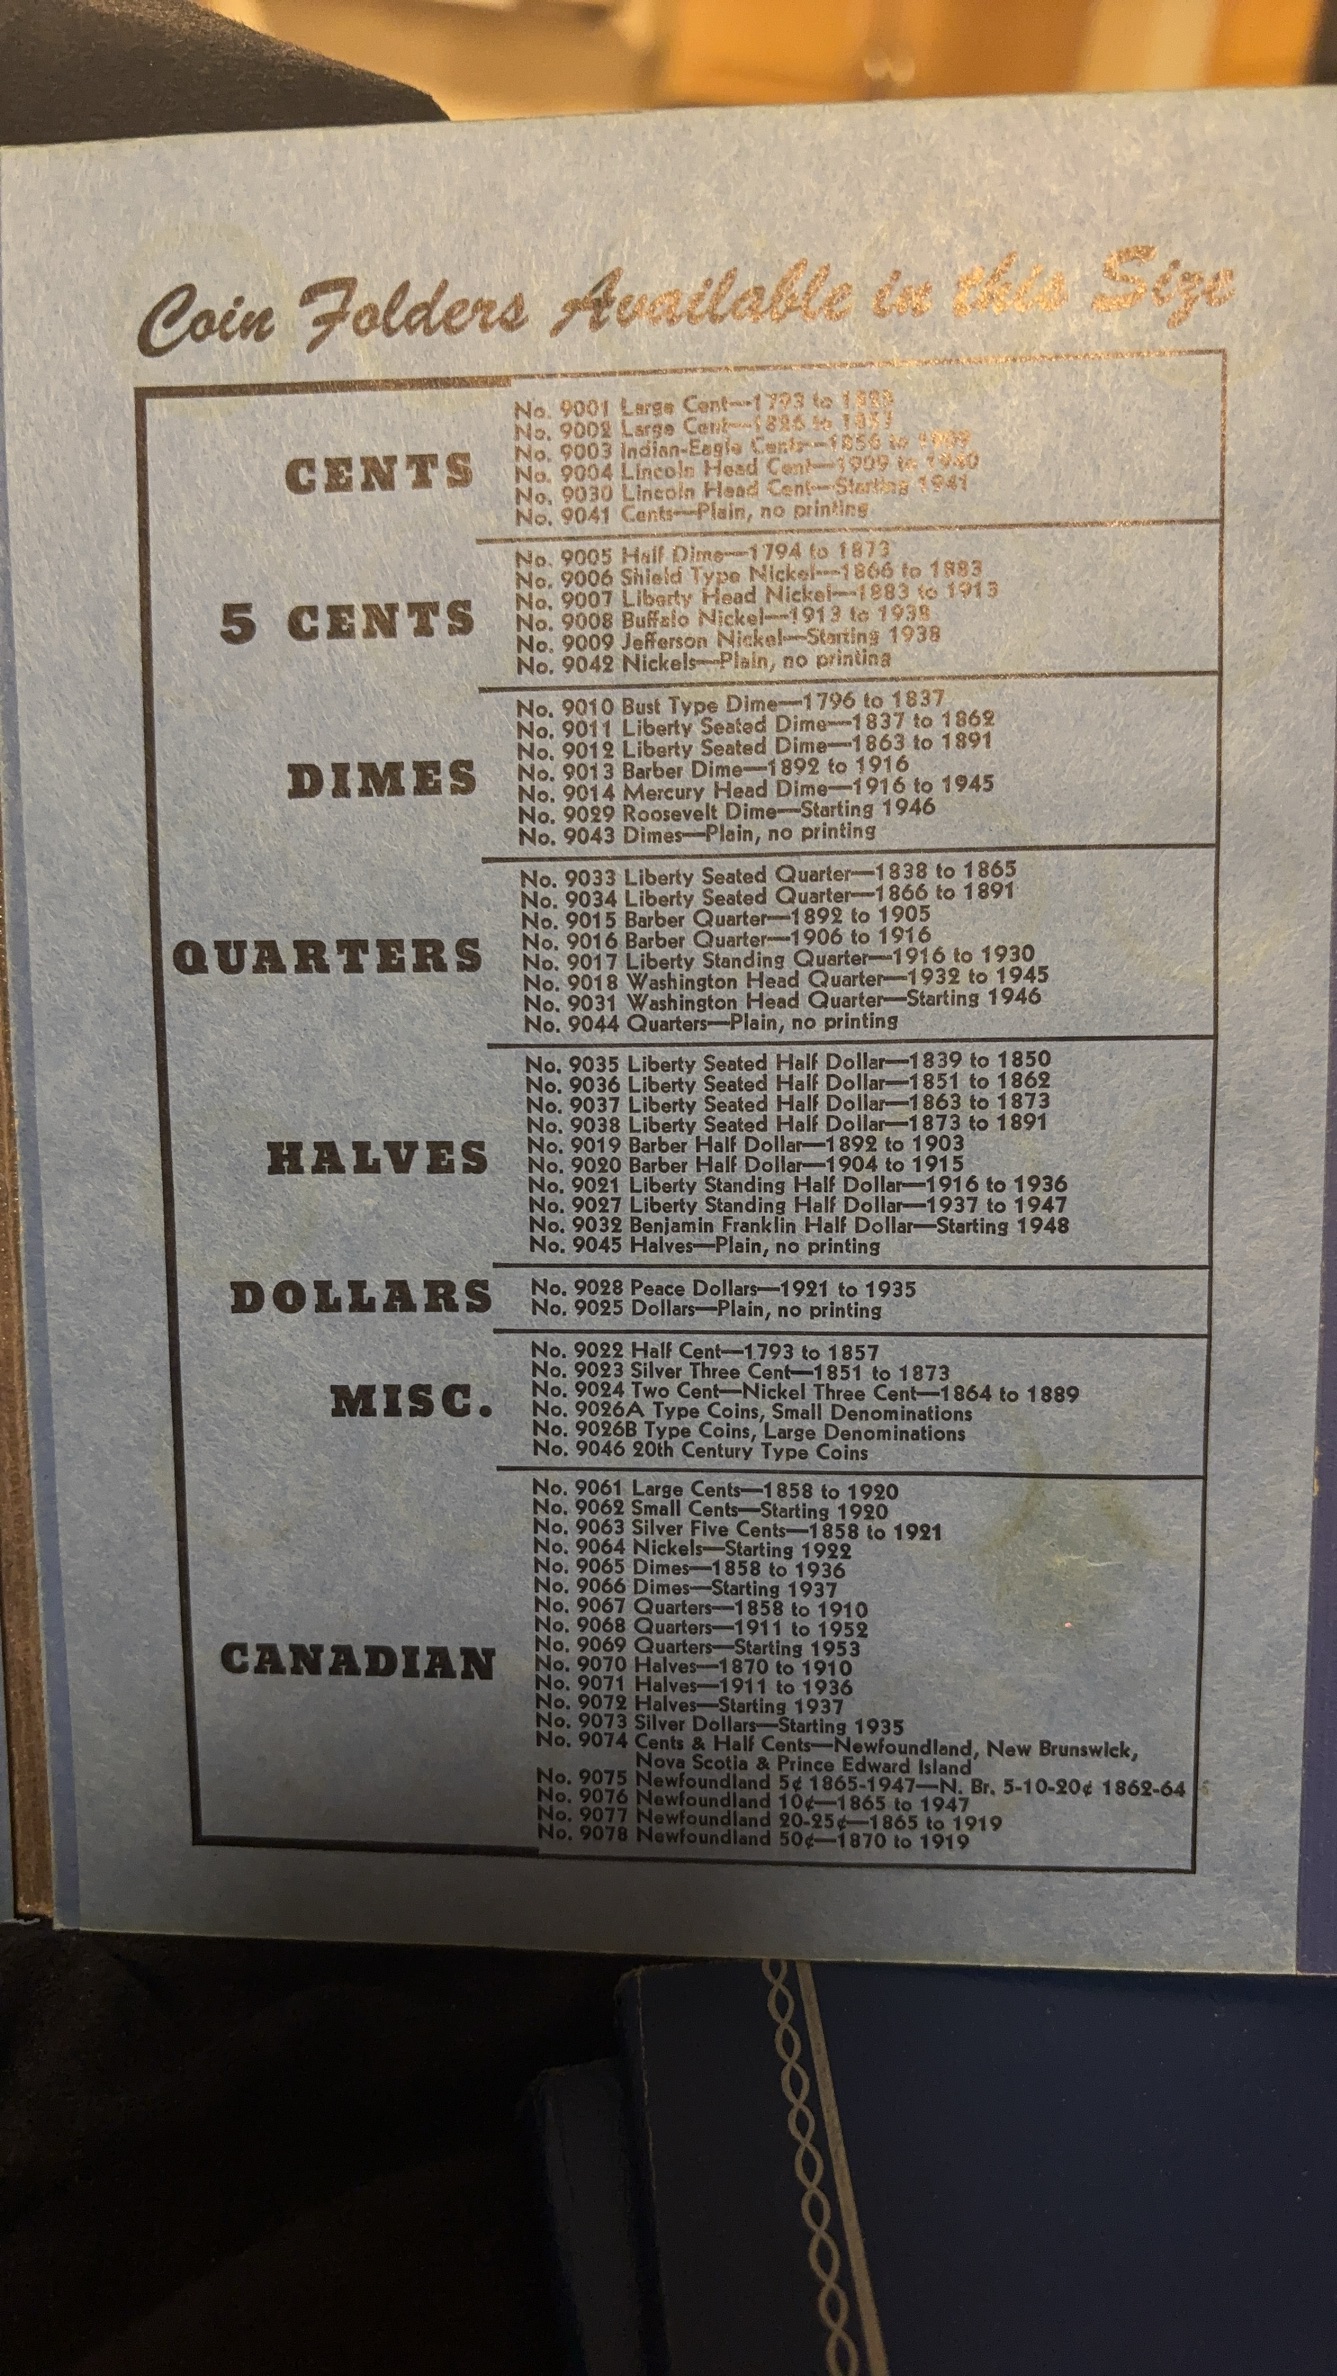 Coin Folders Available in this Size
CENTS
No. 9001 Large Cent—1793 to
No. 9002 Large Cent—1826 to 1857
No. 9003 Indian-Eagle Cents—1856 to 1909
No. 9004 Lincoln Head Cent—1909 to 1940
No. 9030 Lincoln Head Cent—Starting 1941
No. 9041 Cents—Plain, no printing
5 CENTS
No. 9005 Half Dime—1794 to 1873
No. 9006 Shield Type Nickel—1866 to 1883
No. 9007 Liberty Head Nickel—1883 to 1913
No. 9008 Buffalo Nickel—1913 to 1938
No. 9009 Jefferson Nickel—Starting 1938
No. 9042 Nickels—Plain, no printing
DIMES
No. 9010 Bust Type Dime—1796 to 1837
No. 9011 Liberty Seated Dime—1837 to 1862
No. 9012 Liberty Seated Dime—1863 to 1891
No. 9013 Barber Dime—1892 to 1916
No. 9014 Mercury Head Dime—1916 to 1945
No. 9029 Roosevelt Dime—Starting 1946
No. 9043 Dimes—Plain, no printing
QUARTERS
No. 9033 Liberty Seated Quarter—1838 to 1865
No. 9034 Liberty Seated Quarter—1866 to 1891
No. 9015 Barber Quarter—1892 to 1905
No. 9016 Barber Quarter—1906 to 1916
No. 9017 Liberty Standing Quarter—1916 to 1930
No. 9018 Washington Head Quarter—1932 to 1945
No. 9031 Washington Head Quarter—Starting 1946
No. 9044 Quarters—Plain, no printing
HALVES
No. 9035 Liberty Seated Half Dollar—1839 to 1850
No. 9036 Liberty Seated Half Dollar—1851 to 1862
No. 9037 Liberty Seated Half Dollar—1863 to 1873
No. 9038 Liberty Seated Half Dollar—1873 to 1891
No. 9019 Barber Half Dollar—1892 to 1903
No. 9020 Barber Half Dollar—1904 to 1915
No. 9021 Liberty Standing Half Dollar—1916 to 1936
No. 9027 Liberty Standing Half Dollar—1937 to 1947
No. 9032 Benjamin Franklin Half Dollar—Starting 1948
No. 9045 Halves—Plain, no printing
DOLLARS
No. 9028 Peace Dollars—1921 to 1935
No. 9025 Dollars—Plain, no printing
MISC.
No. 9022 Half Cent—1793 to 1857
No. 9023 Silver Three Cent—1851 to 1873
No. 9024 Two Cent—Nickel Three Cent—1864 to 1889
No. 9026A Type Coins, Small Denominations
No. 9026B Type Coins, Large Denominations
No. 9046 20th Century Type Coins
CANADIAN
No. 9061 Large Cents—1858 to 1920
No. 9062 Small Cents—Starting 1920
No. 9063 Silver Five Cents—1858 to 1921
No. 9064 Nickels—Starting 1922
No. 9065 Dimes—1858 to 1936
No. 9066 Dimes—Starting 1937
No. 9067 Quarters—1858 to 1910
No. 9068 Quarters—1911 to 1952
No. 9069 Quarters—Starting 1953
No. 9070 Halves—1870 to 1910
No. 9071 Halves—1911 to 1936
No. 9072 Halves—Starting 1937
No. 9073 Silver Dollars—Starting 1935
No. 9074 Cents & Half Cents—Newfoundland, New Brunswick,
Nova Scotia & Prince Edward Island
No. 9075 Newfoundland 5¢ 1865-1947—N. Br. 5-10-20¢ 1862-64
No. 9076 Newfoundland 10¢—1865 to 1947
No. 9077 Newfoundland 20-25¢—1865 to 1919
No. 9078 Newfoundland 50¢—1870 to 1919